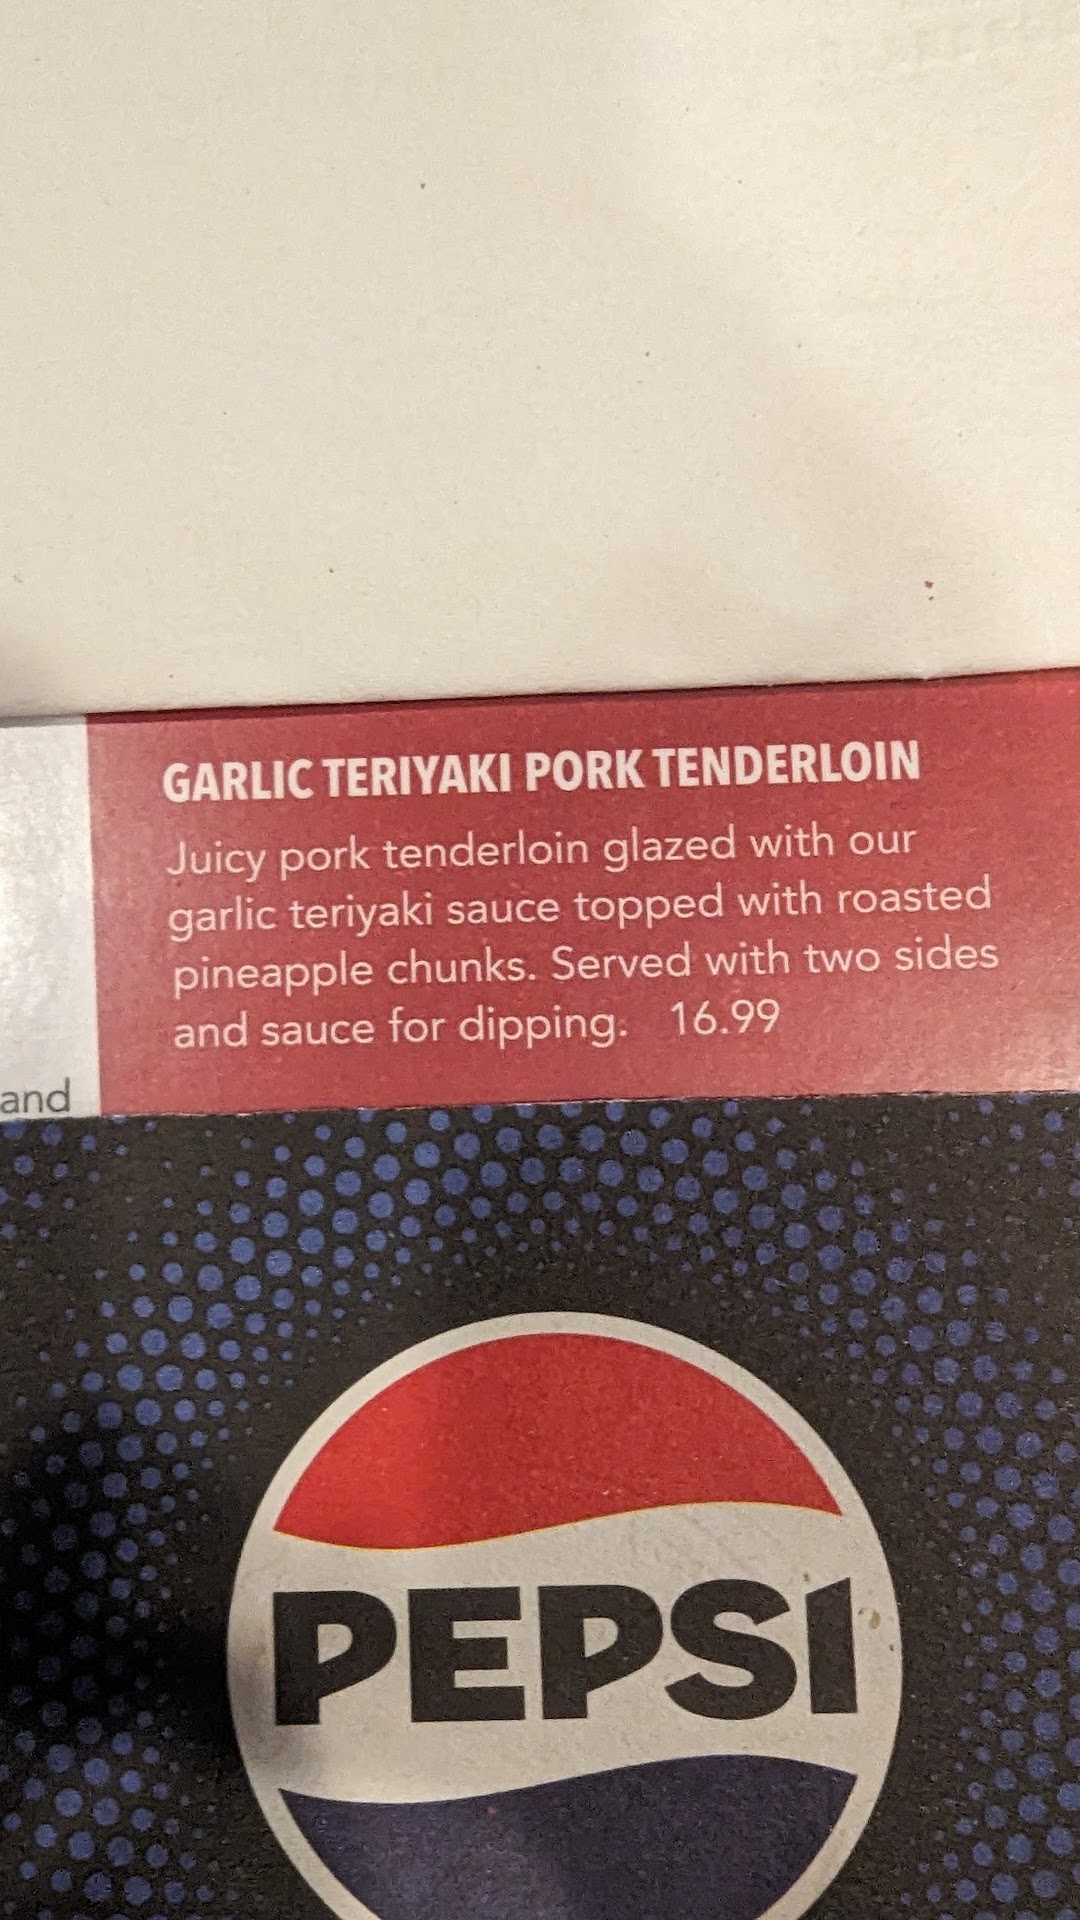 GARLIC TERIYAKI PORK TENDERLOIN
Juicy pork tenderloin glazed with our
garlic teriyaki sauce topped with roasted
pineapple chunks. Served with two sides
and sauce for dipping. 16.99
and
PEPSI